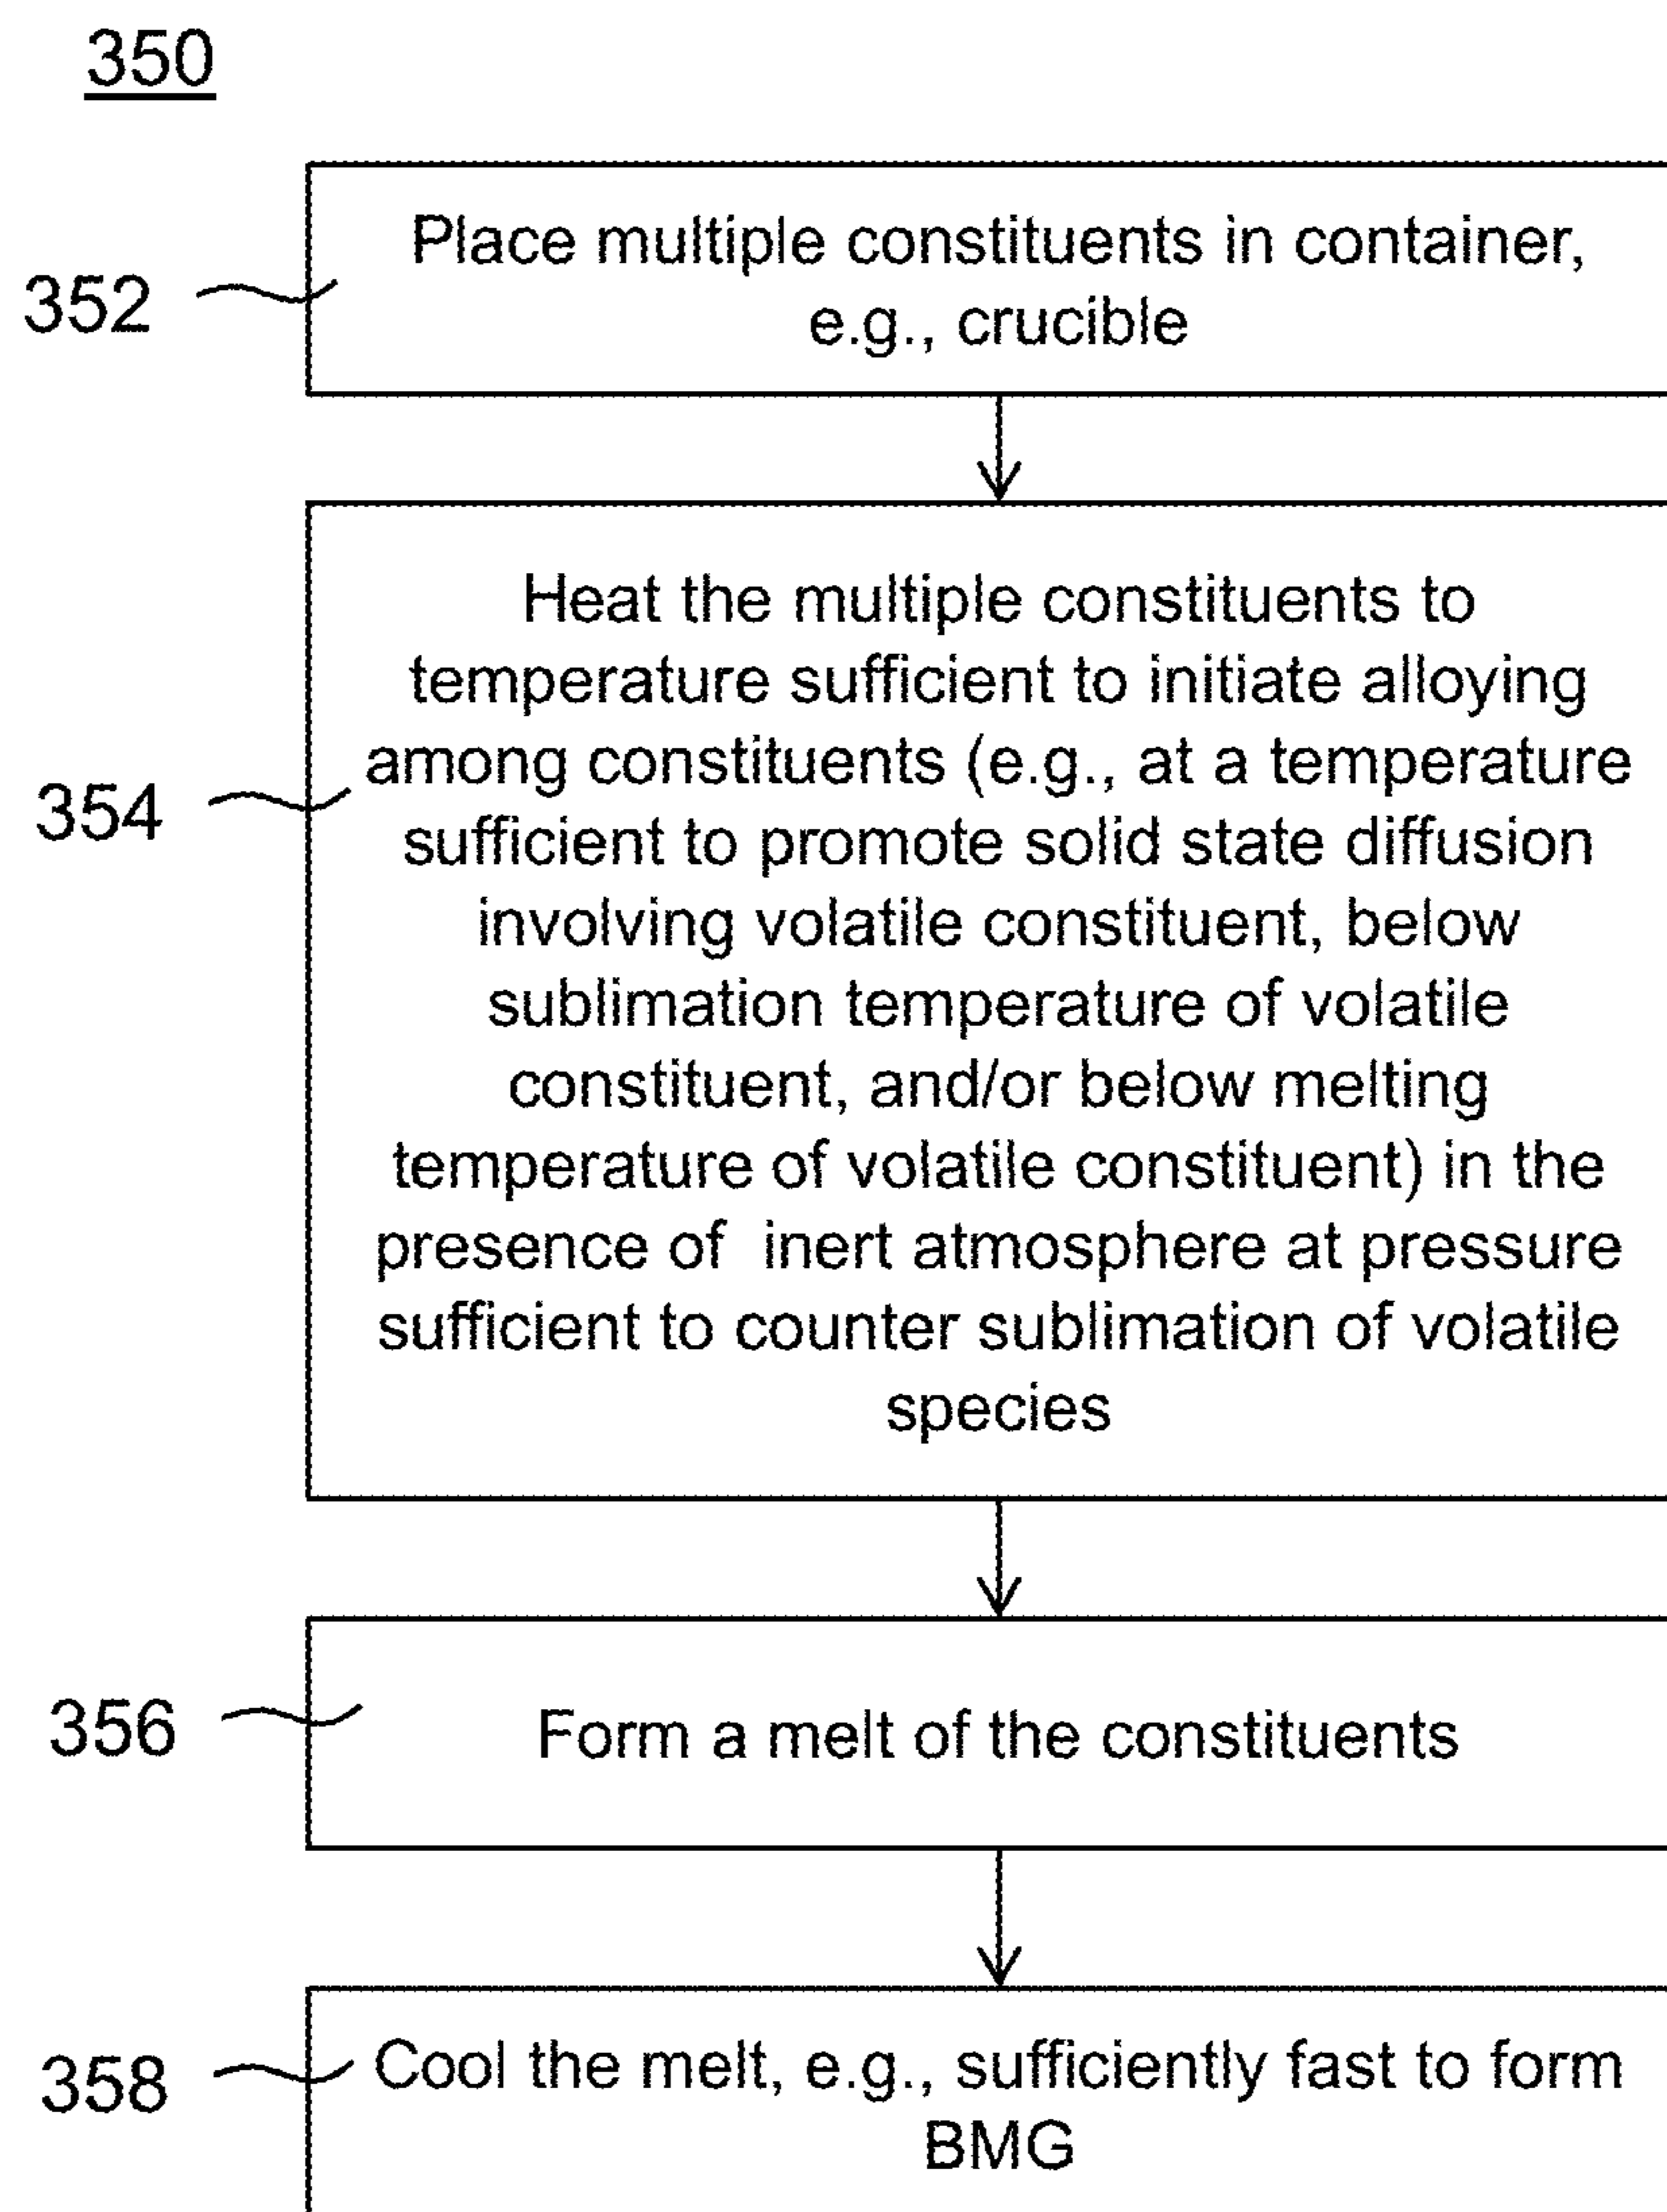 350
352
Place multiple constituents in container,
e.g., crucible
354
Heat the multiple constituents to
temperature sufficient to initiate alloying
among constituents (e.g., at a temperature
sufficient to promote solid state diffusion
involving volatile constituent, below
sublimation temperature of volatile
constituent, and/or below melting
temperature of volatile constituent) in the
presence of inert atmosphere at pressure
sufficient to counter sublimation of volatile
species
356
Form a melt of the constituents
358
Cool the melt, e.g., sufficiently fast to form
BMG